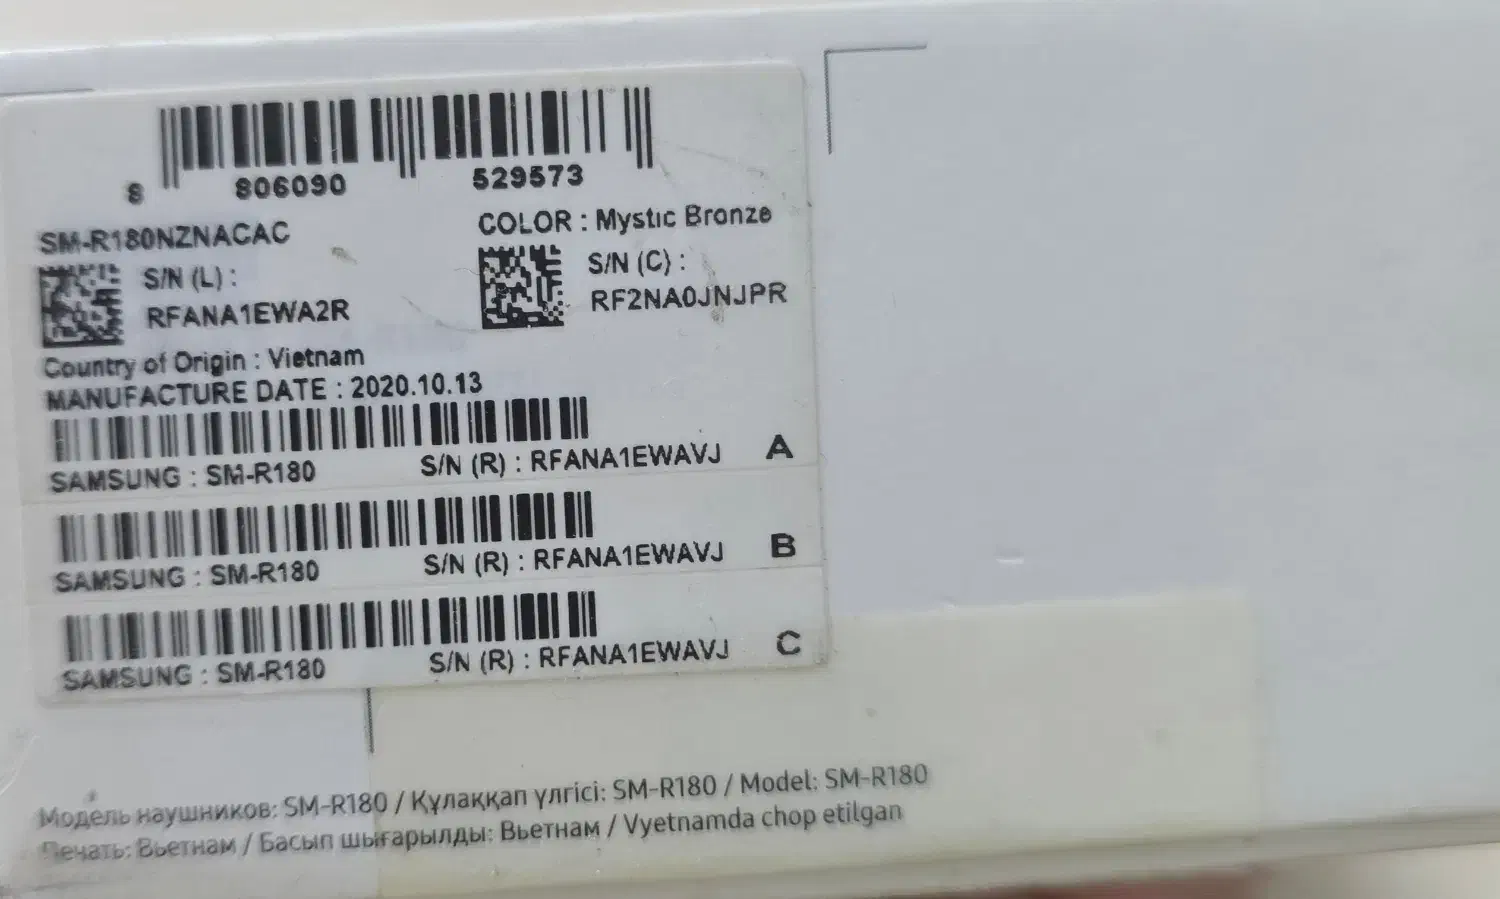 8 806090 529573
SM-R180NZNACAC COLOR : Mystic Bronze
S/N (L) : S/N (C) :
RFANA1EWA2R RF2NA0JNJPR
Country of Origin : Vietnam
MANUFACTURE DATE : 2020.10.13
SAMSUNG : SM-R180 S/N (R) : RFANA1EWAVJ A
SAMSUNG : SM-R180 S/N (R) : RFANA1EWAVJ B
SAMSUNG : SM-R180 S/N (R) : RFANA1EWAVJ C
Модель наушников: SM-R180 / Құлаққап үлгісі: SM-R180 / Model: SM-R180
Печать: Вьетнам / Басып шығарылды: Вьетнам / Vyetnamda chop etilgan